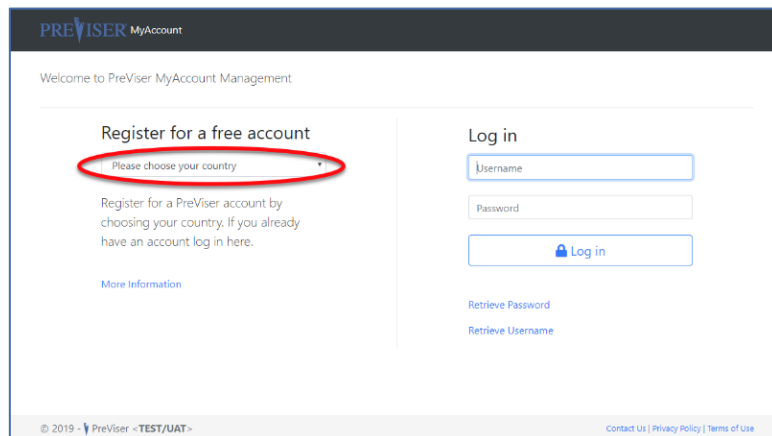 PREVISER MyAccount
Welcome to PreViser MyAccount Management
Register for a free account
Please choose your country
Register for a PreViser account by
choosing your country. If you already
have an account log in here.
More Information
Log in
Username
Password
Log in
Retrieve Password
Retrieve Username
© 2019 - PreViser <TEST/UAT>
Contact Us | Privacy Policy | Terms of Use